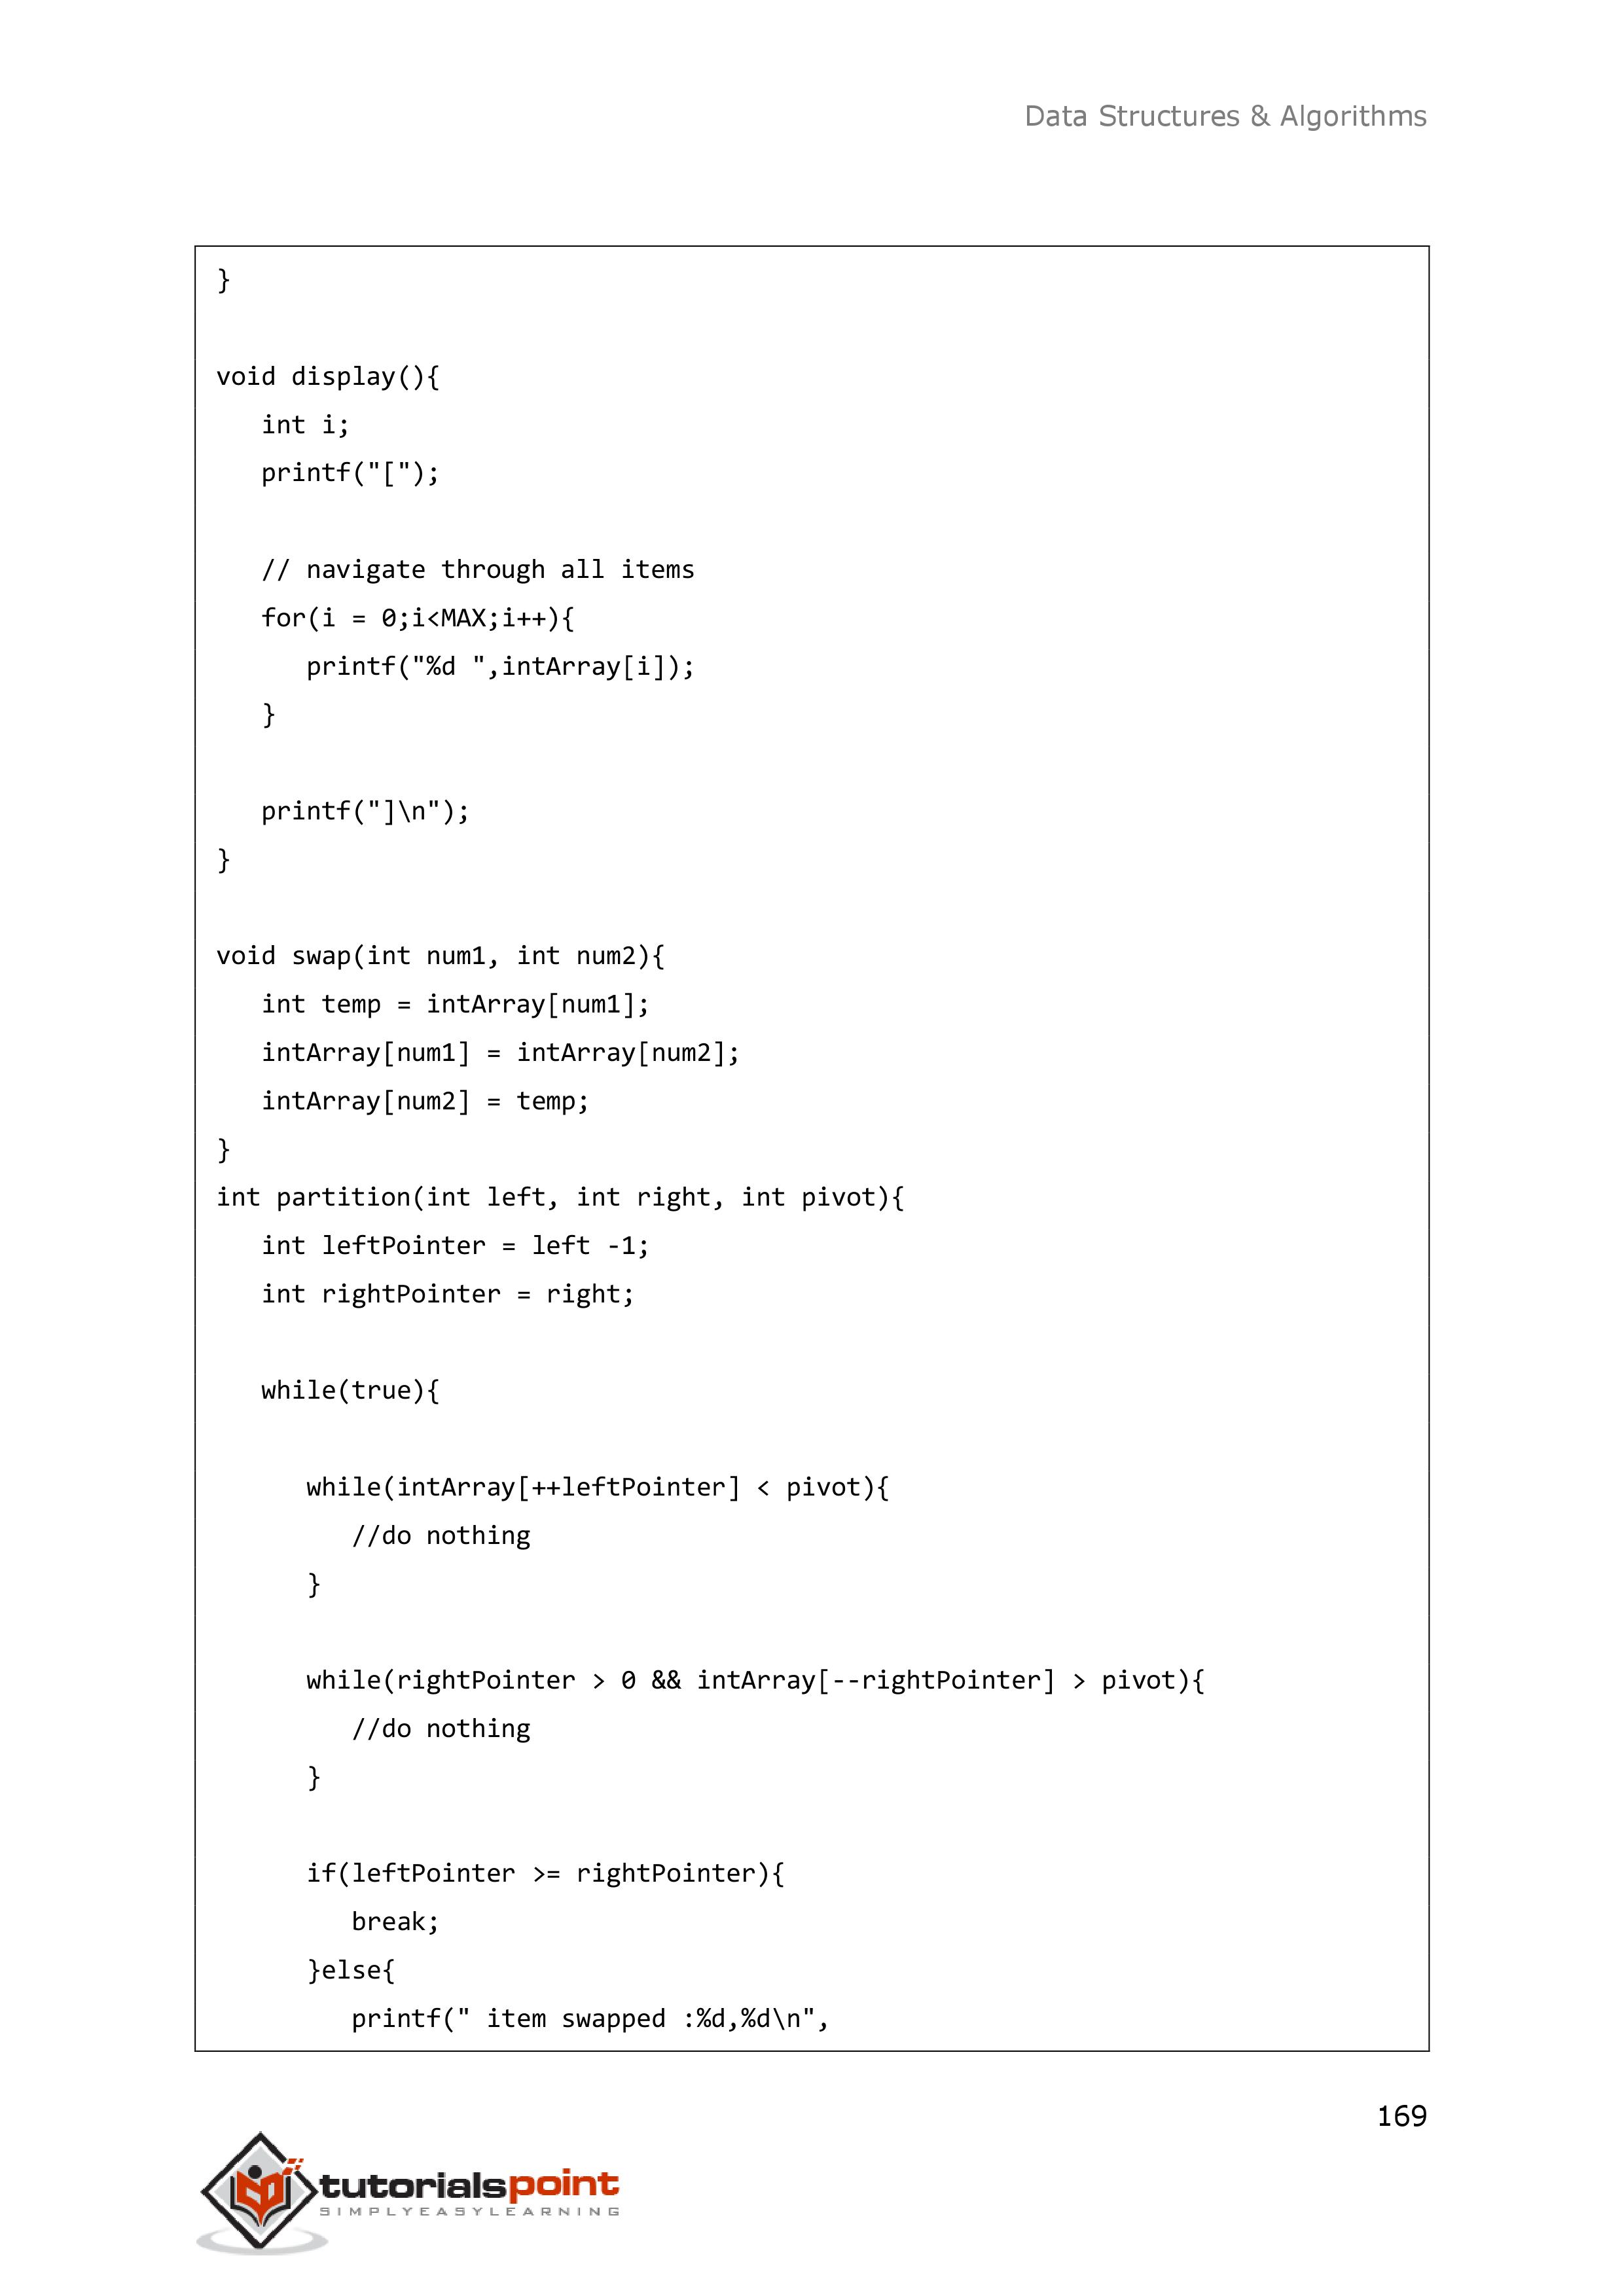 Data Structures & Algorithms
}
void display(){
   int i;
   printf("[");
   // navigate through all items
   for(i = 0;i<MAX;i++){
      printf("%d ",intArray[i]);
   }
   printf("]\n");
}
void swap(int num1, int num2){
   int temp = intArray[num1];
   intArray[num1] = intArray[num2];
   intArray[num2] = temp;
}
int partition(int left, int right, int pivot){
   int leftPointer = left -1;
   int rightPointer = right;
   while(true){
      while(intArray[++leftPointer] < pivot){
         //do nothing
      }
      while(rightPointer > 0 && intArray[--rightPointer] > pivot){
         //do nothing
      }
      if(leftPointer >= rightPointer){
         break;
      }else{
         printf(" item swapped :%d,%d\n",
169
tutorialspoint
SIMPLYEASYLEARNING